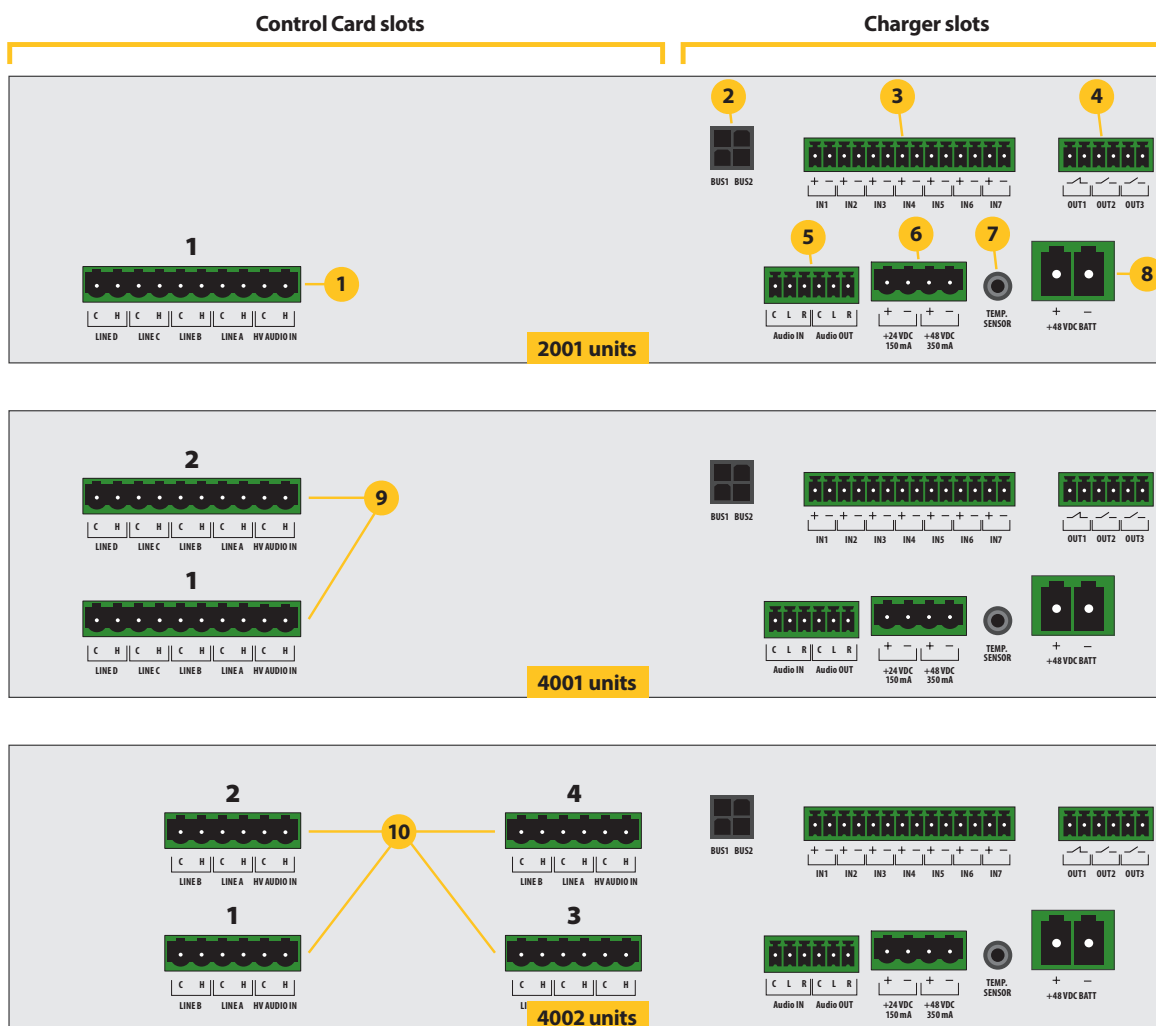 Control Card slots Charger slots
2 3 4
BUS1 BUS2
+ − + − + − + − + − + − + −
IN1 IN2 IN3 IN4 IN5 IN6 IN7
OUT1 OUT2 OUT3
1
1
C H C H C H C H C H
LINE D LINE C LINE B LINE A HV AUDIO IN
5 6 7 8
C L R C L R
Audio IN Audio OUT
+ − + −
+24 VDC +48 VDC
150 mA 350 mA
TEMP.
SENSOR
+ −
+48 VDC BATT
2001 units
2
9
C H C H C H C H C H
LINE D LINE C LINE B LINE A HV AUDIO IN
1
C H C H C H C H C H
LINE D LINE C LINE B LINE A HV AUDIO IN
BUS1 BUS2
+ − + − + − + − + − + − + −
IN1 IN2 IN3 IN4 IN5 IN6 IN7
OUT1 OUT2 OUT3
C L R C L R
Audio IN Audio OUT
+ − + −
+24 VDC +48 VDC
150 mA 350 mA
TEMP.
SENSOR
+ −
+48 VDC BATT
4001 units
2 4
10
C H C H C H C H C H C H
LINE B LINE A HV AUDIO IN LINE B LINE A HV AUDIO IN
1 3
C H C H C H C H C H C H
LINE B LINE A HV AUDIO IN LINE A HV AUDIO IN
BUS1 BUS2
+ − + − + − + − + − + − + −
IN1 IN2 IN3 IN4 IN5 IN6 IN7
OUT1 OUT2 OUT3
C L R C L R
Audio IN Audio OUT
+ − + −
+24 VDC +48 VDC
150 mA 350 mA
TEMP.
SENSOR
+ −
+48 VDC BATT
4002 units